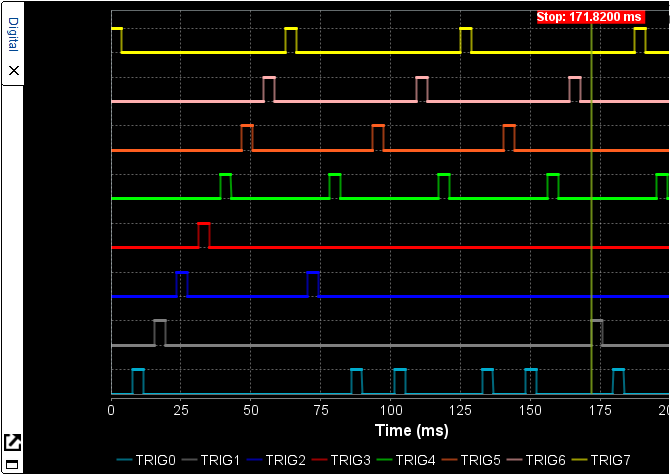 Digital
Stop: 171.8200 ms
0 25 50 75 100 125 150 175 20
Time (ms)
TRIG0 TRIG1 TRIG2 TRIG3 TRIG4 TRIG5 TRIG6 TRIG7